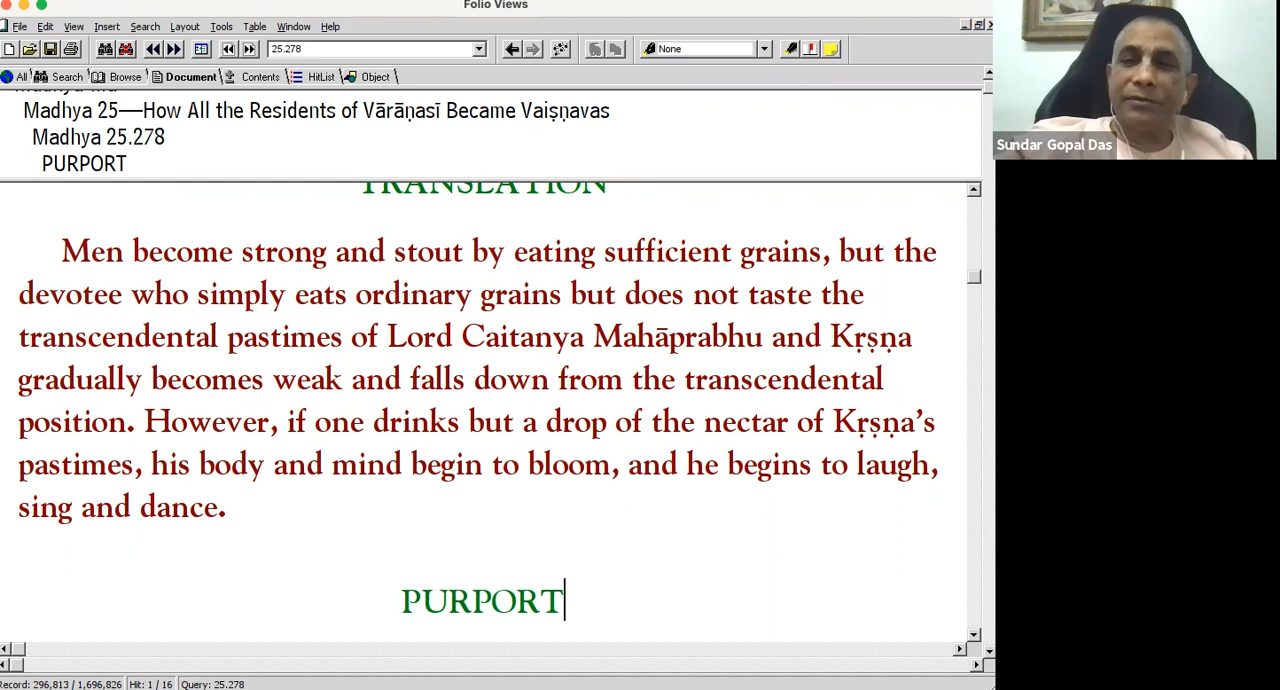 Folio Views
File Edit View Insert Search Layout Tools Table Window Help
25.278
None
All Search Browse Document Contents HitList Object
Madhya 25—How All the Residents of Vārāṇasī Became Vaiṣṇavas
Madhya 25.278
PURPORT
TRANSLATION
Men become strong and stout by eating sufficient grains, but the
devotee who simply eats ordinary grains but does not taste the
transcendental pastimes of Lord Caitanya Mahāprabhu and Kṛṣṇa
gradually becomes weak and falls down from the transcendental
position. However, if one drinks but a drop of the nectar of Kṛṣṇa’s
pastimes, his body and mind begin to bloom, and he begins to laugh,
sing and dance.
PURPORT
Record: 296,813 / 1,696,826 Hit: 1 / 16 Query: 25.278
Sundar Gopal Das